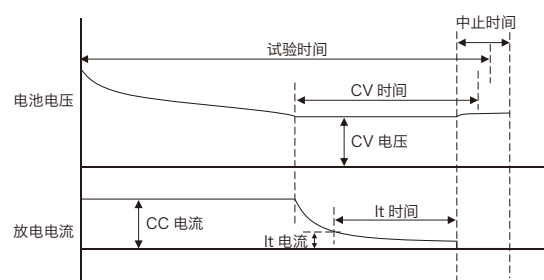 中止时间
试验时间
CV 时间
电池电压
CV 电压
It 时间
CC 电流
放电电流
It 电流